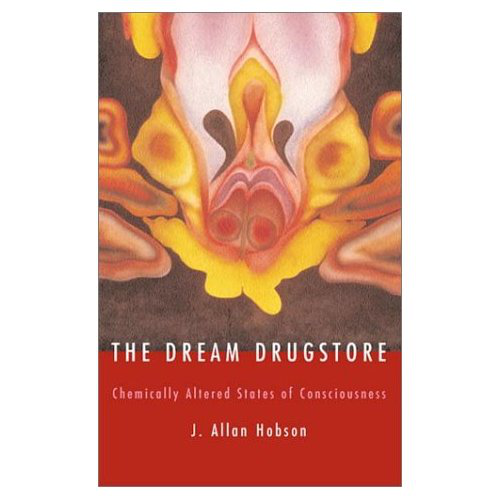 THE DREAM DRUGSTORE
Chemically Altered States of Consciousness
J. Allan Hobson